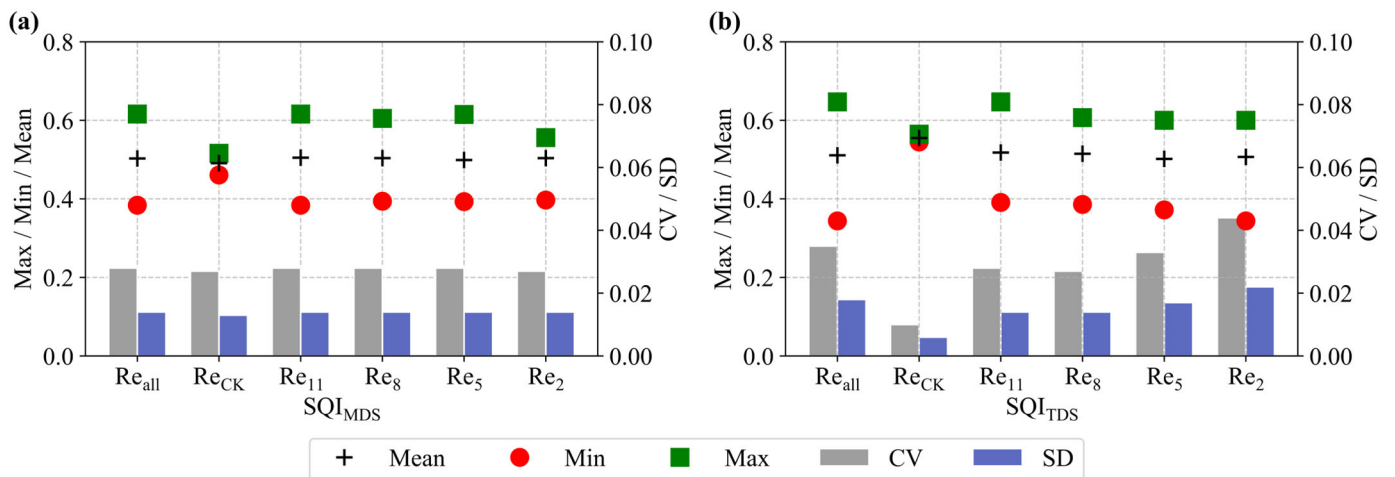 (a)
0.8
0.6
0.4
0.2
0.0
Max / Min / Mean
0.10
0.08
0.06
0.04
0.02
0.00
CV / SD
Re_all Re_CK Re_11 Re_8 Re_5 Re_2
SQI_MDS
(b)
0.8
0.6
0.4
0.2
0.0
Max / Min / Mean
0.10
0.08
0.06
0.04
0.02
0.00
CV / SD
Re_all Re_CK Re_11 Re_8 Re_5 Re_2
SQI_TDS
Mean Min Max CV SD